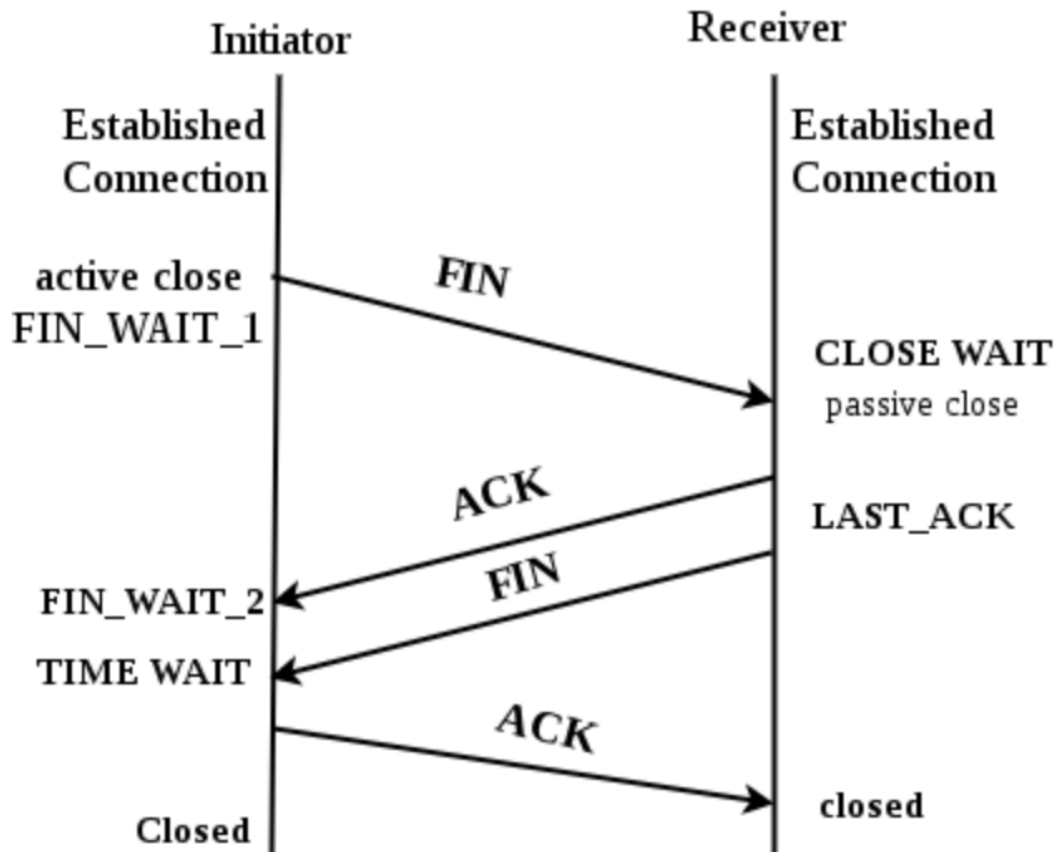 Initiator
Receiver
Established
Connection
Established
Connection
active close
FIN_WAIT_1
FIN
CLOSE WAIT
passive close
ACK
LAST_ACK
FIN
FIN_WAIT_2
TIME WAIT
ACK
closed
Closed